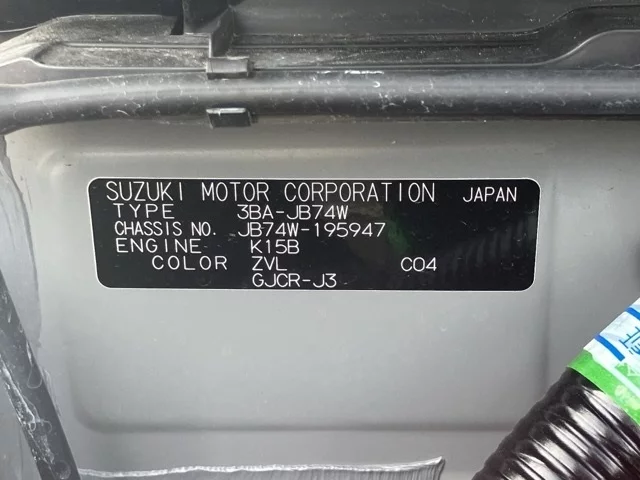 SUZUKI MOTOR CORPORATION JAPAN
TYPE 3BA-JB74W
CHASSIS NO. JB74W-195947
ENGINE K15B
COLOR ZVL C04
GJCR-J3